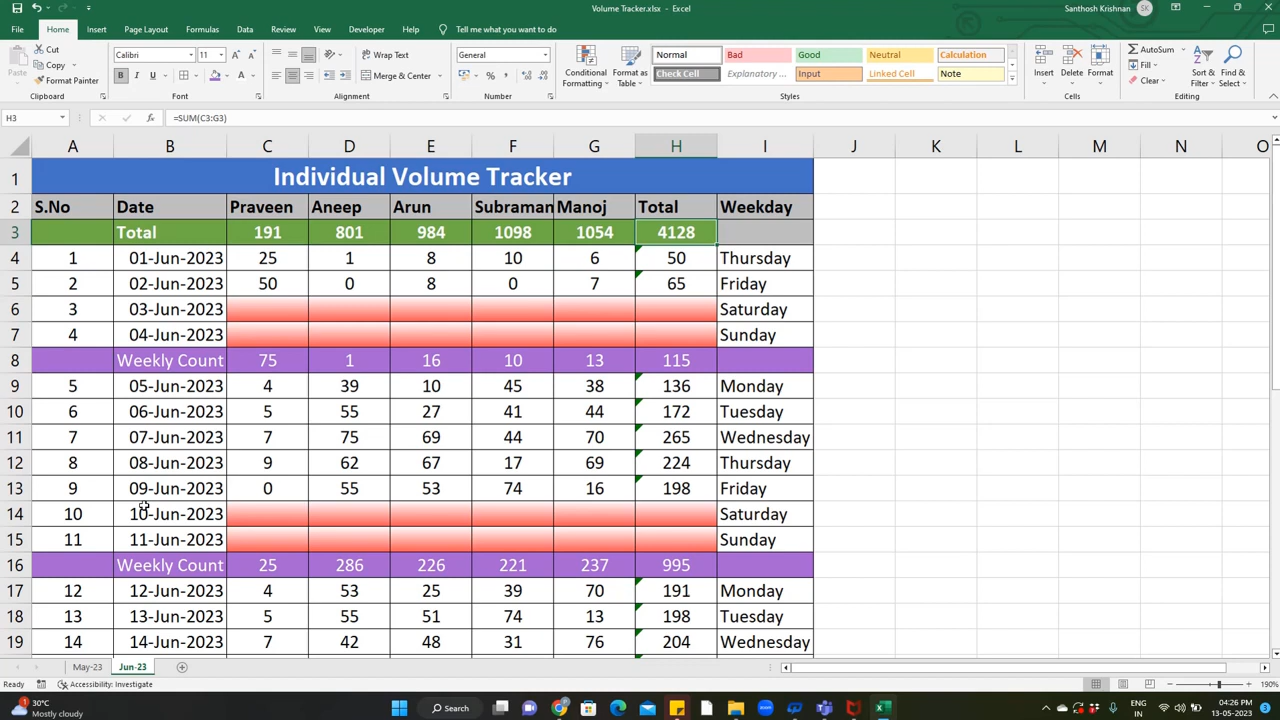 Volume Tracker.xlsx - Excel
Santhosh Krishnan SK
File Home Insert Page Layout Formulas Data Review View Developer Help Tell me what you want to do
Cut
Copy
Format Painter
Paste
Clipboard
Calibri 11
B I U
Font
Wrap Text
Merge & Center
Alignment
General
Number
Conditional Formatting
Format as Table
Normal Bad Good Neutral Calculation
Check Cell Explanatory ... Input Linked Cell Note
Styles
Insert Delete Format
Cells
AutoSum
Fill
Clear
Sort & Filter
Find & Select
Editing
H3 fx =SUM(C3:G3)
A B C D E F G H I J K L M N O
1 Individual Volume Tracker
2 S.No Date Praveen Aneep Arun Subraman Manoj Total Weekday
3 Total 191 801 984 1098 1054 4128
4 1 01-Jun-2023 25 1 8 10 6 50 Thursday
5 2 02-Jun-2023 50 0 8 0 7 65 Friday
6 3 03-Jun-2023 Saturday
7 4 04-Jun-2023 Sunday
8 Weekly Count 75 1 16 10 13 115
9 5 05-Jun-2023 4 39 10 45 38 136 Monday
10 6 06-Jun-2023 5 55 27 41 44 172 Tuesday
11 7 07-Jun-2023 7 75 69 44 70 265 Wednesday
12 8 08-Jun-2023 9 62 67 17 69 224 Thursday
13 9 09-Jun-2023 0 55 53 74 16 198 Friday
14 10 10-Jun-2023 Saturday
15 11 11-Jun-2023 Sunday
16 Weekly Count 25 286 226 221 237 995
17 12 12-Jun-2023 4 53 25 39 70 191 Monday
18 13 13-Jun-2023 5 55 51 74 13 198 Tuesday
19 14 14-Jun-2023 7 42 48 31 76 204 Wednesday
May-23 Jun-23
Ready Accessibility: Investigate 190%
30°C
Mostly cloudy
Search
ENG
IN
04:26 PM
13-05-2023